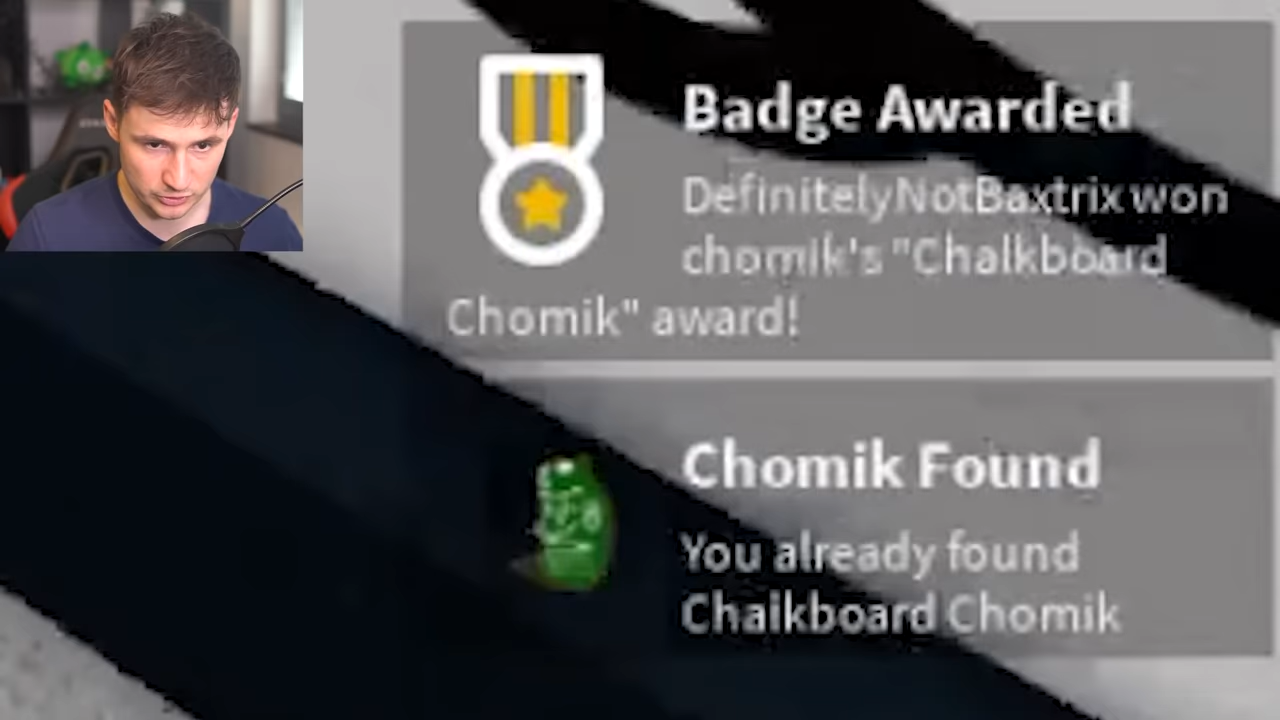 Badge Awarded
DefinitelyNotBaxtrix won
chomik's "Chalkboard
Chomik" award!
Chomik Found
You already found
Chalkboard Chomik